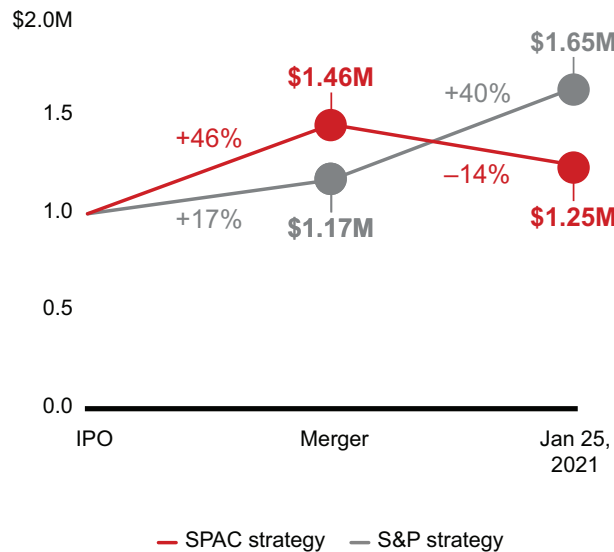 $2.0M
$1.65M
$1.46M
1.5
+40%
+46%
–14%
1.0
+17%
$1.17M
$1.25M
0.5
0.0
IPO
Merger
Jan 25,
2021
SPAC strategy
S&P strategy